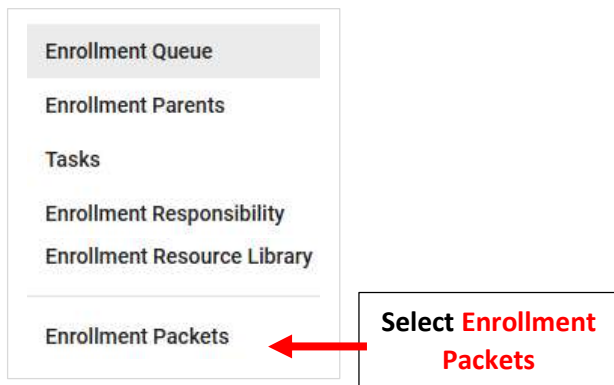 Enrollment Queue
Enrollment Parents
Tasks
Enrollment Responsibility
Enrollment Resource Library
Enrollment Packets
Select Enrollment
Packets